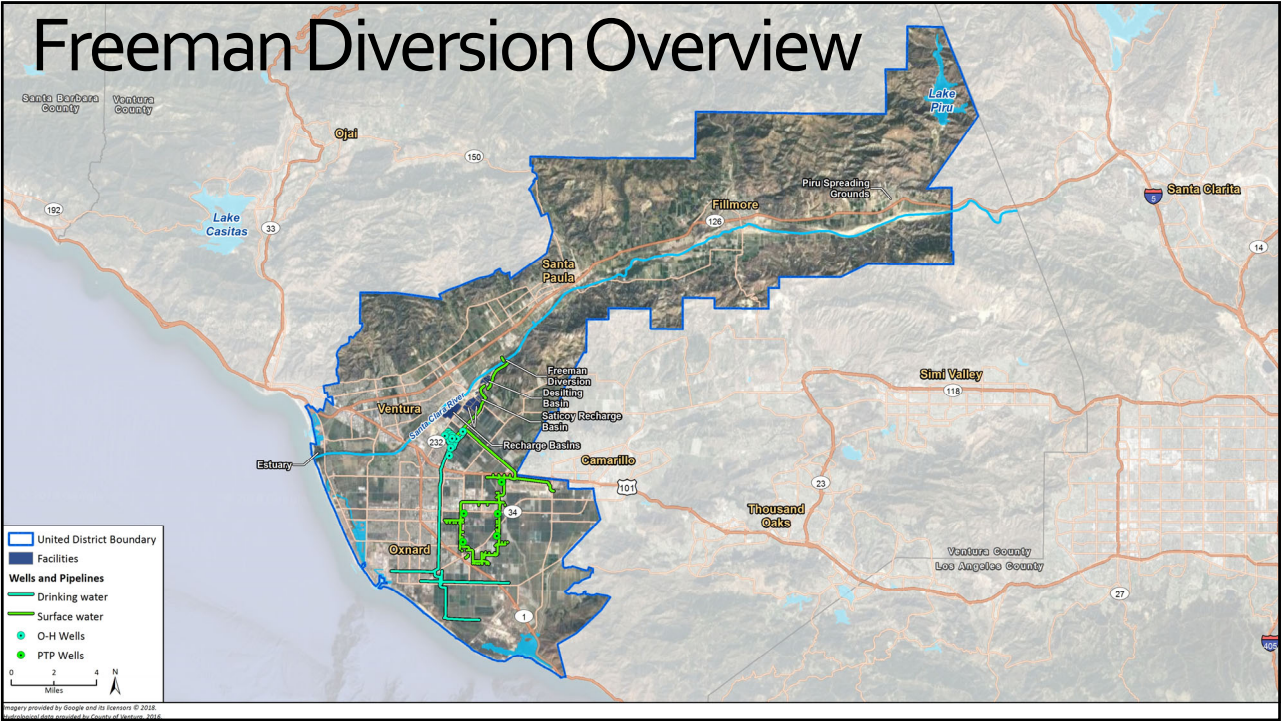 Freeman Diversion Overview
Santa Barbara
County
Ventura
County
Ojai
150
Lake
Piru
Piru Spreading
Grounds
Santa Clarita
5
192
Lake
Casitas
33
Fillmore
126
14
Santa
Paula
Freeman
Diversion
Desilting
Basin
Simi Valley
118
Ventura
Santa Clara River
Saticoy Recharge
Basin
232
Recharge Basins
Estuary
Camarillo
101
23
34
Thousand
Oaks
Oxnard
Ventura County
Los Angeles County
27
1
405
United District Boundary
Facilities
Wells and Pipelines
Drinking water
Surface water
O-H Wells
PTP Wells
0 2 4
Miles
N
Imagery provided by Google and its licensors © 2018.
Hydrological data provided by County of Ventura, 2016.